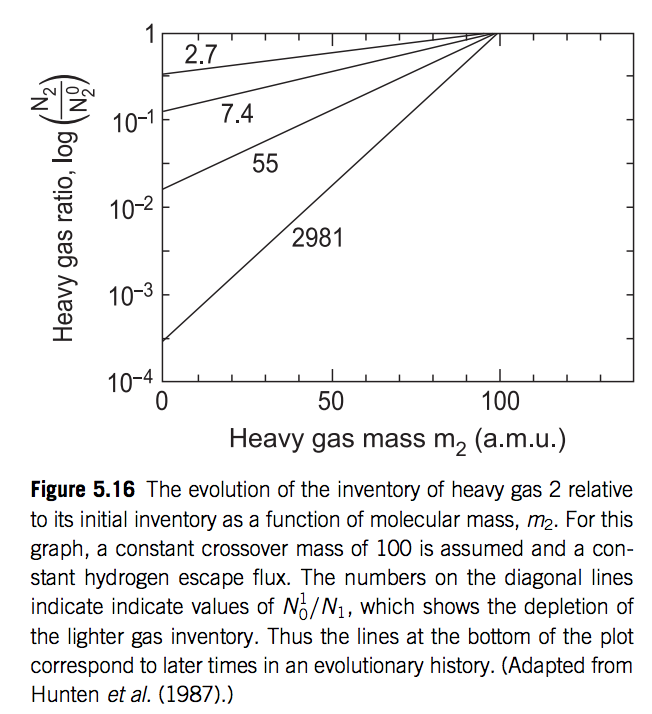 1
10⁻¹
10⁻²
10⁻³
10⁻⁴
Heavy gas ratio, log (N₂/N₂⁰)
2.7
7.4
55
2981
0
50
100
Heavy gas mass m₂ (a.m.u.)
Figure 5.16 The evolution of the inventory of heavy gas 2 relative
to its initial inventory as a function of molecular mass, m₂. For this
graph, a constant crossover mass of 100 is assumed and a con-
stant hydrogen escape flux. The numbers on the diagonal lines
indicate indicate values of N₀¹/N₁, which shows the depletion of
the lighter gas inventory. Thus the lines at the bottom of the plot
correspond to later times in an evolutionary history. (Adapted from
Hunten et al. (1987).)